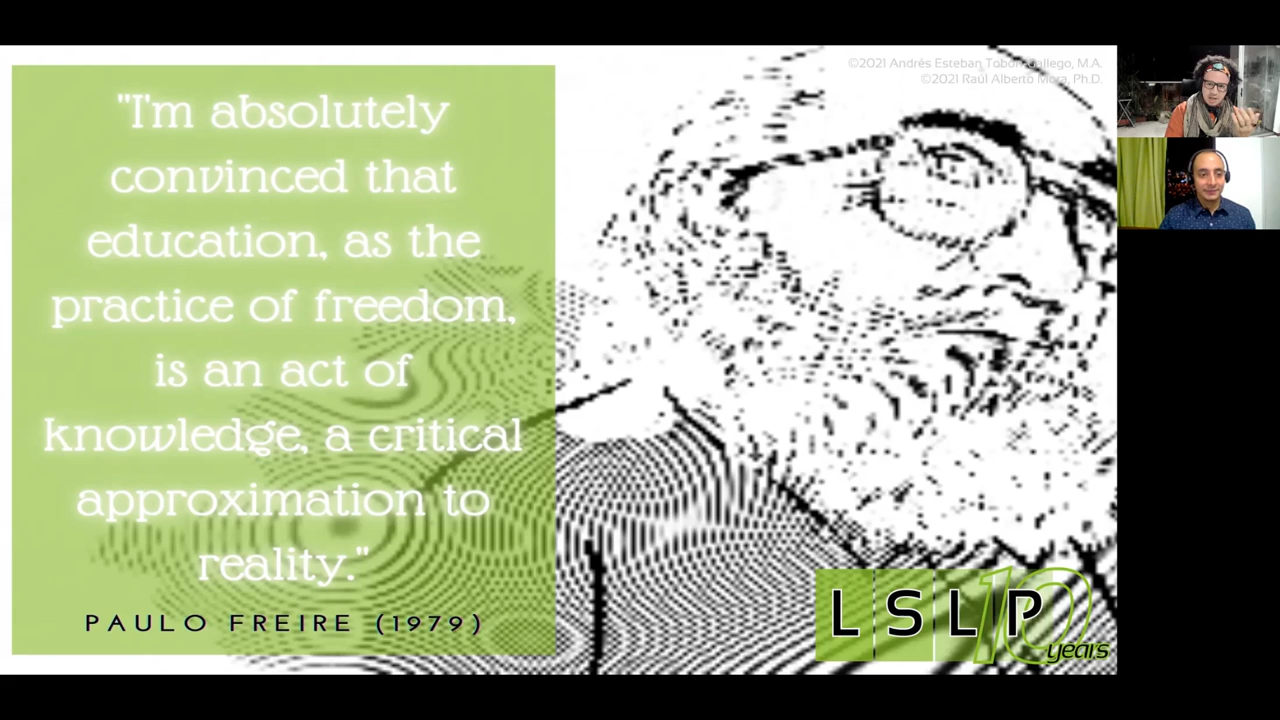 "I'm absolutely
convinced that
education, as the
practice of freedom,
is an act of
knowledge, a critical
approximation to
reality."
PAULO FREIRE (1979)
©2021 Andrés Esteban Tobón Gallego, M.A.
©2021 Raúl Alberto Mora, Ph.D.
LSLP 10
years